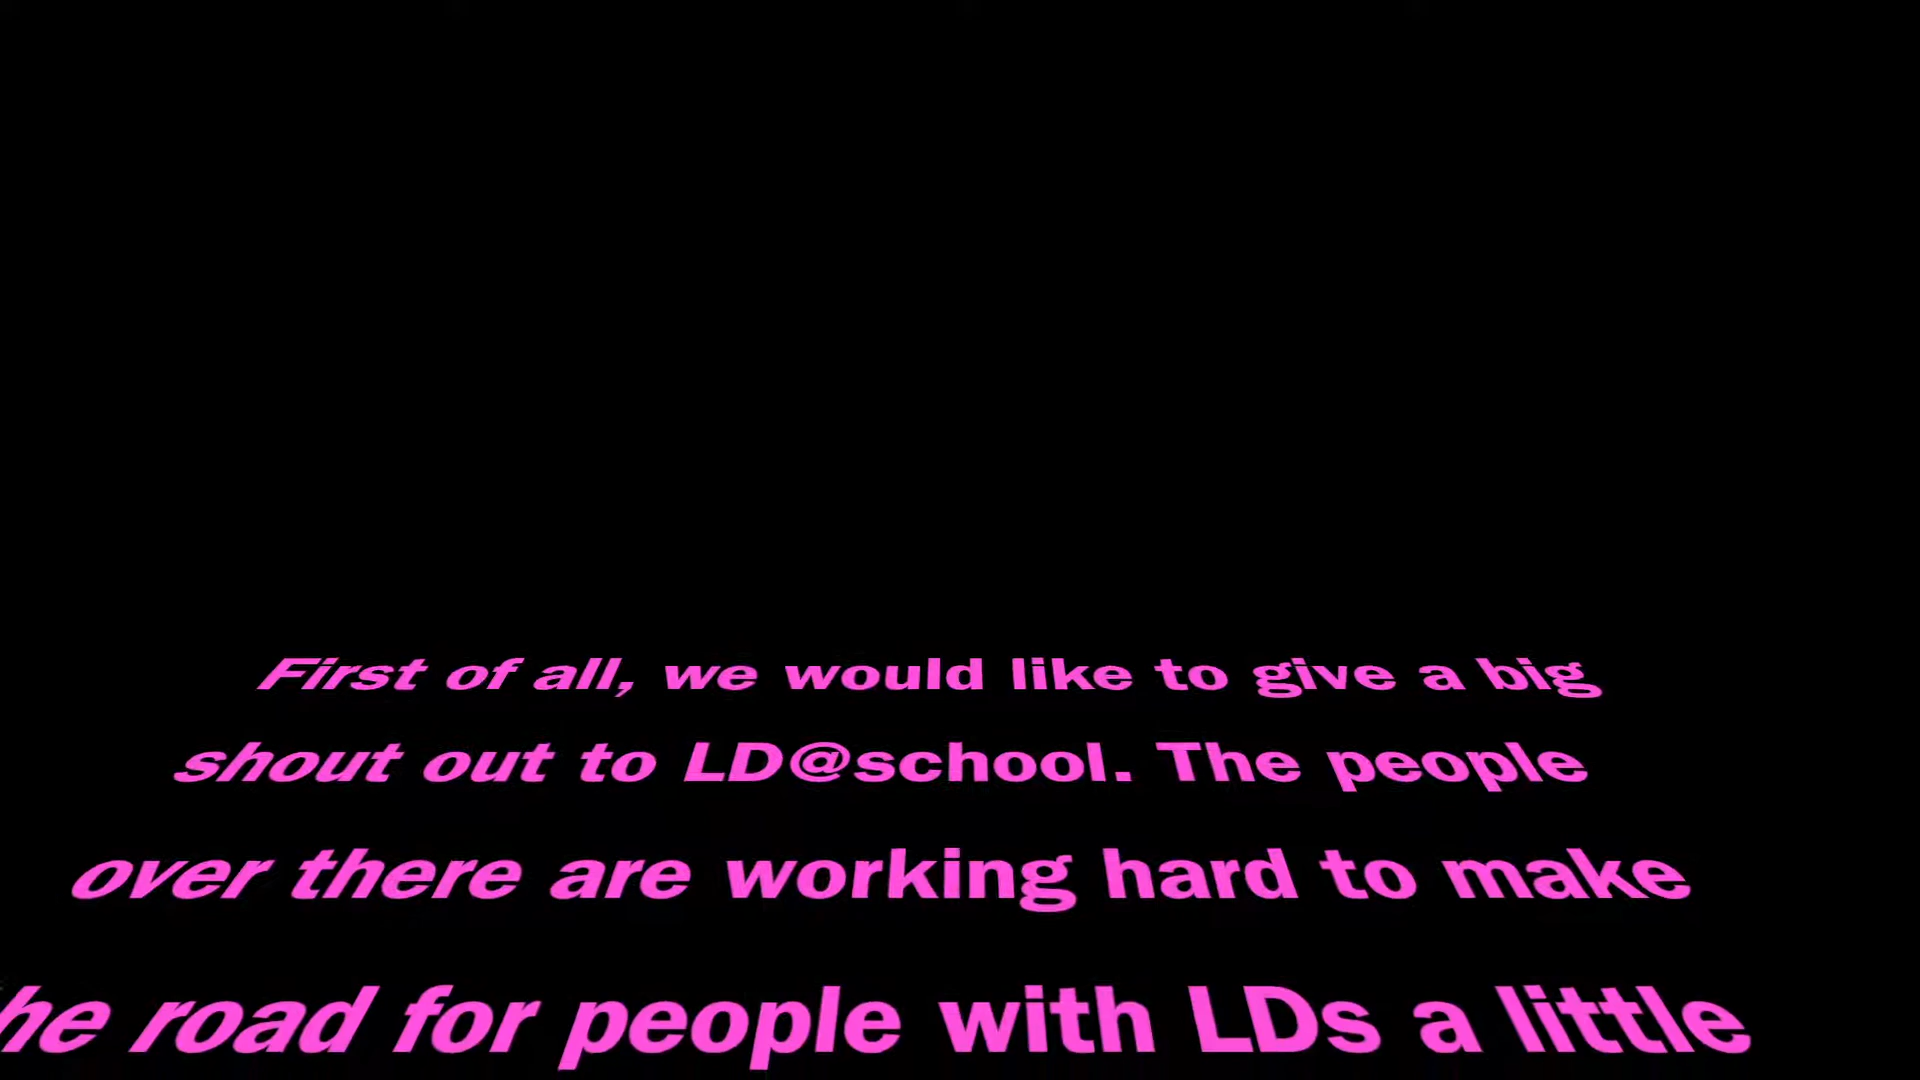 First of all, we would like to give a big
shout out to LD@school. The people
over there are working hard to make
he road for people with LDs a little